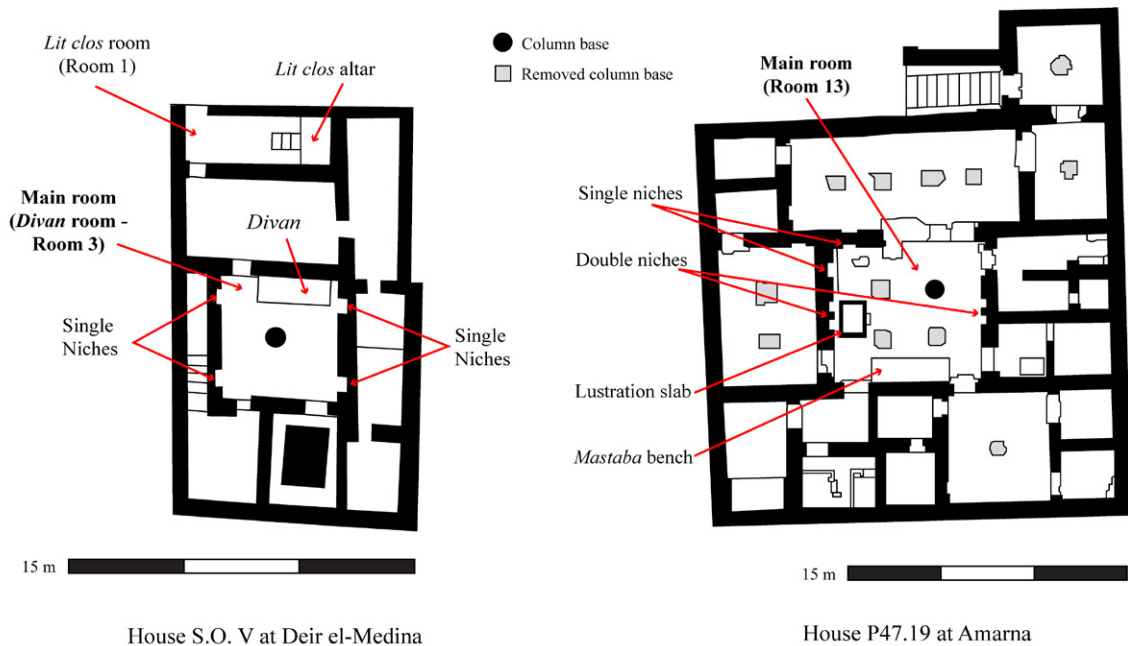 Lit clos room
(Room 1)
Lit clos altar
Main room
(Divan room -
Room 3)
Divan
Single
Niches
Single
Niches
15 m
House S.O. V at Deir el-Medina
Column base
Removed column base
Main room
(Room 13)
Single niches
Double niches
Lustration slab
Mastaba bench
15 m
House P47.19 at Amarna